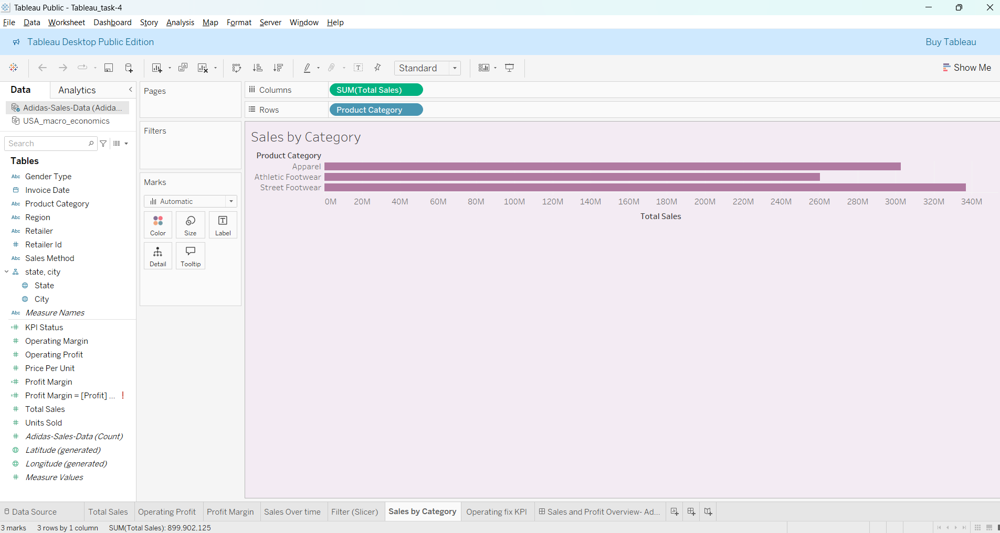 Tableau Public - Tableau_task-4
File Data Worksheet Dashboard Story Analysis Map Format Server Window Help
Tableau Desktop Public Edition
Buy Tableau
Standard
Show Me
Data
Analytics
Adidas-Sales-Data (Adida...
USA_macro_economics
Search
Tables
Abc Gender Type
Invoice Date
Abc Product Category
Abc Region
Abc Retailer
# Retailer Id
Abc Sales Method
state, city
State
City
Abc Measure Names
=# KPI Status
# Operating Margin
# Operating Profit
# Price Per Unit
=# Profit Margin
=# Profit Margin = [Profit] ... !
# Total Sales
# Units Sold
# Adidas-Sales-Data (Count)
Latitude (generated)
Longitude (generated)
# Measure Values
Pages
Filters
Marks
Automatic
Color Size Label
Detail Tooltip
Columns SUM(Total Sales)
Rows Product Category
Sales by Category
Product Category
Apparel
Athletic Footwear
Street Footwear
0M 20M 40M 60M 80M 100M 120M 140M 160M 180M 200M 220M 240M 260M 280M 300M 320M 340M
Total Sales
Data Source Total Sales Operating Profit Profit Margin Sales Over time Filter (Slicer) Sales by Category Operating fix KPI Sales and Profit Overview- Ad...
3 marks 3 rows by 1 column SUM(Total Sales): 899,902,125